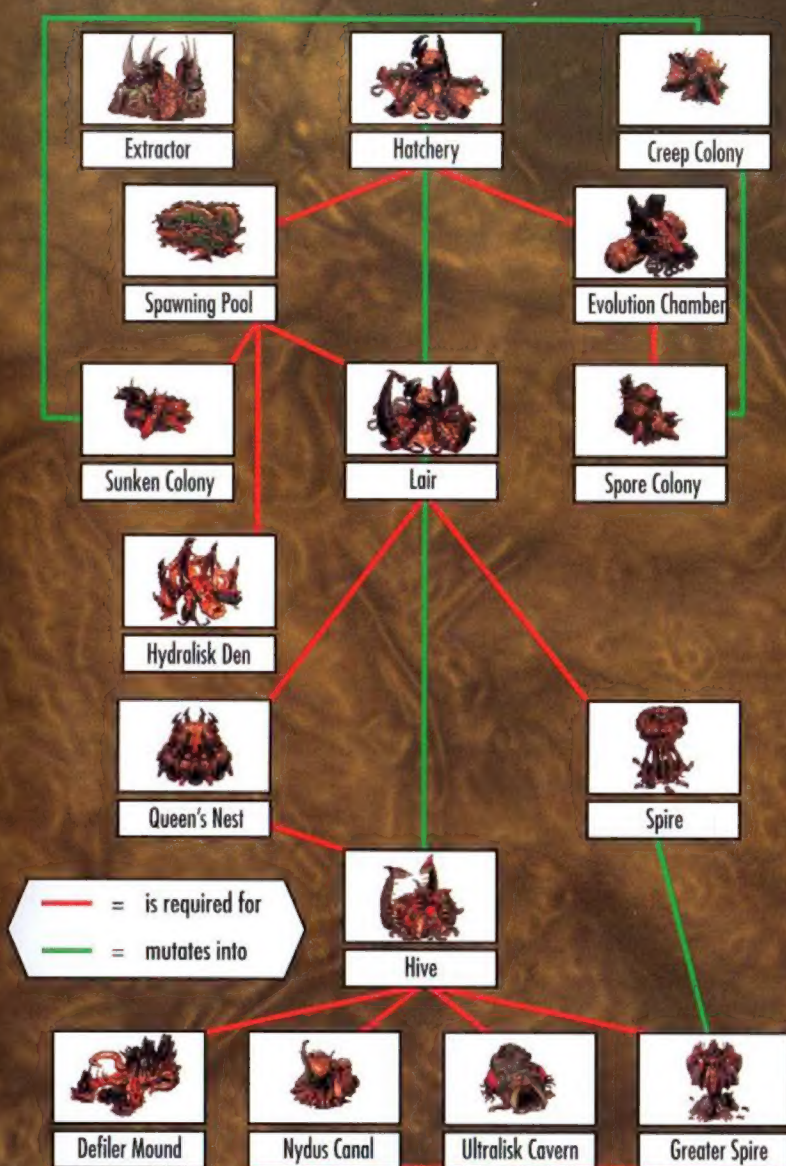 Extractor
Hatchery
Creep Colony
Spawning Pool
Evolution Chamber
Sunken Colony
Lair
Spore Colony
Hydralisk Den
Queen's Nest
Spire
= is required for
= mutates into
Hive
Defiler Mound
Nydus Canal
Ultralisk Cavern
Greater Spire